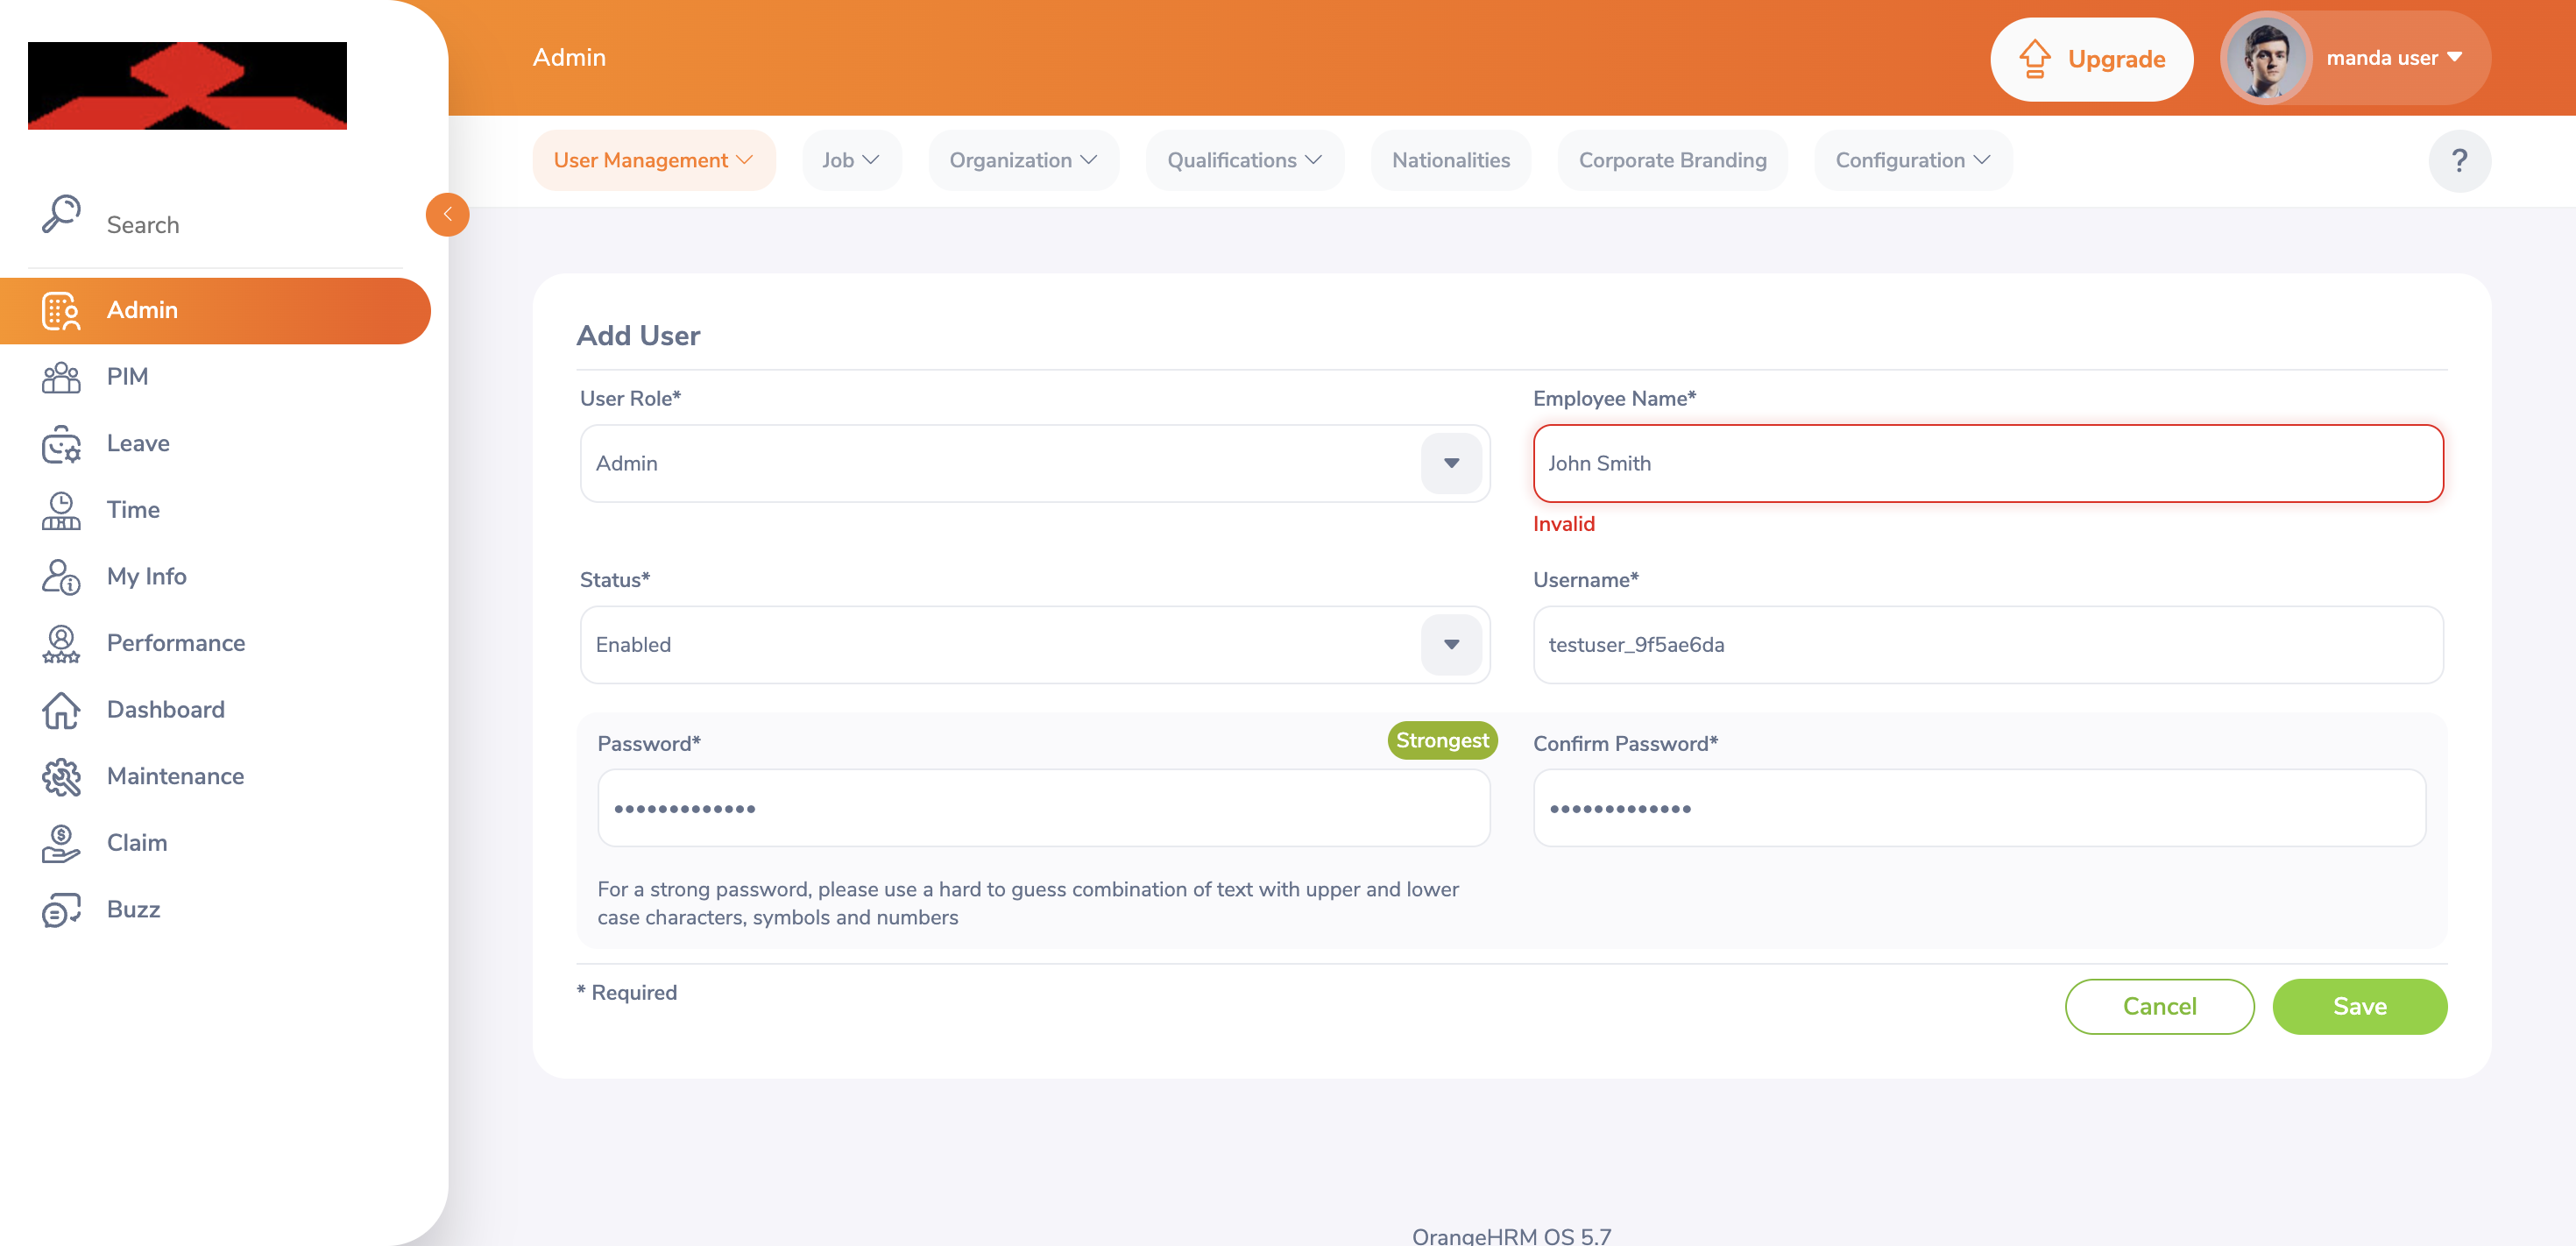 Admin
Upgrade
manda user
User Management
Job
Organization
Qualifications
Nationalities
Corporate Branding
Configuration
?
Search
Admin
PIM
Leave
Time
My Info
Performance
Dashboard
Maintenance
Claim
Buzz
Add User
User Role*
Admin
Employee Name*
John Smith
Invalid
Status*
Enabled
Username*
testuser_9f5ae6da
Password*
Strongest
•••••••••••••
Confirm Password*
•••••••••••••
For a strong password, please use a hard to guess combination of text with upper and lower
case characters, symbols and numbers
* Required
Cancel
Save
OrangeHRM OS 5.7